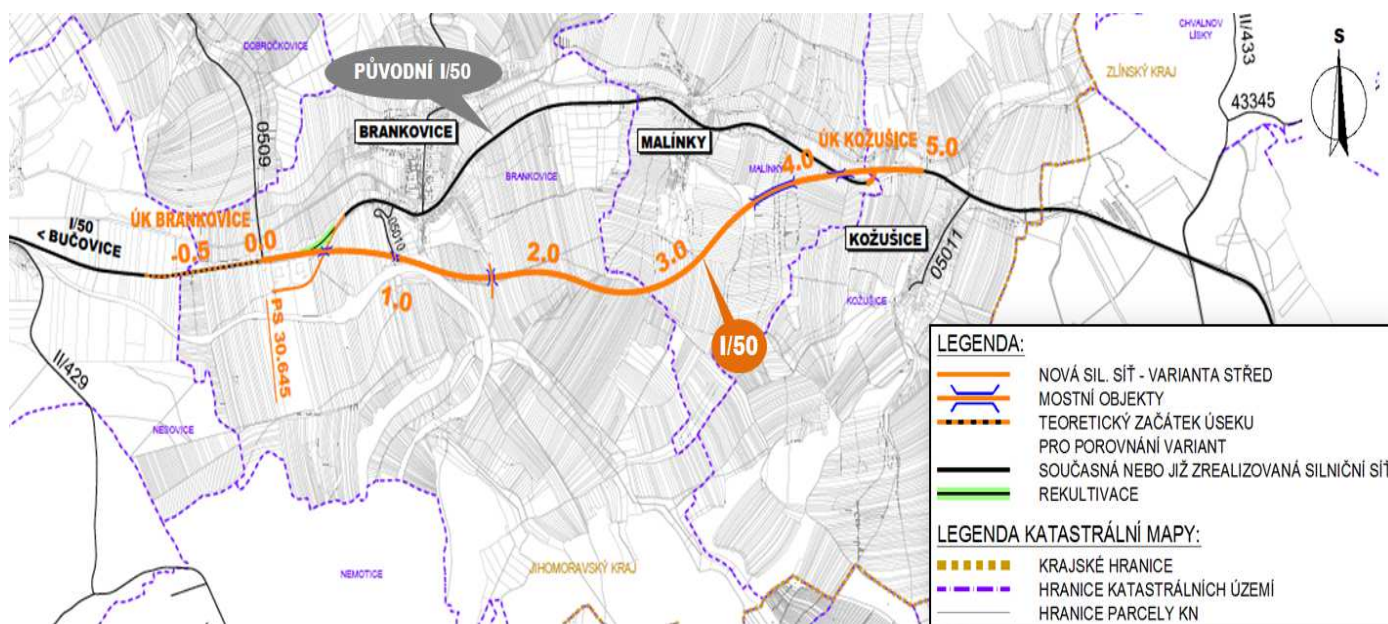 DOBROČKOVICE
PŮVODNÍ I/50
CHVALNOV
LÍSKY
II/433
S
ZLÍNSKÝ KRAJ
43345
0509
BRANKOVICE
MALÍNKY
ÚK KOŽUŠICE
5.0
4.0
MALÍNKY
BRANKOVICE
I/50
< BUČOVICE
ÚK BRANKOVICE
-0.5
0.0
05010
2.0
3.0
KOŽUŠICE
05011
1.0
PS 30.645
KOŽUŠICE
I/50
II/429
NESOVICE
NEMOTICE
JIHOMORAVSKÝ KRAJ
LEGENDA:
NOVÁ SIL. SÍŤ - VARIANTA STŘED
MOSTNÍ OBJEKTY
TEORETICKÝ ZAČÁTEK ÚSEKU
PRO POROVNÁNÍ VARIANT
SOUČASNÁ NEBO JIŽ ZREALIZOVANÁ SILNIČNÍ SÍŤ
REKULTIVACE
LEGENDA KATASTRÁLNÍ MAPY:
KRAJSKÉ HRANICE
HRANICE KATASTRÁLNÍCH ÚZEMÍ
HRANICE PARCELY KN